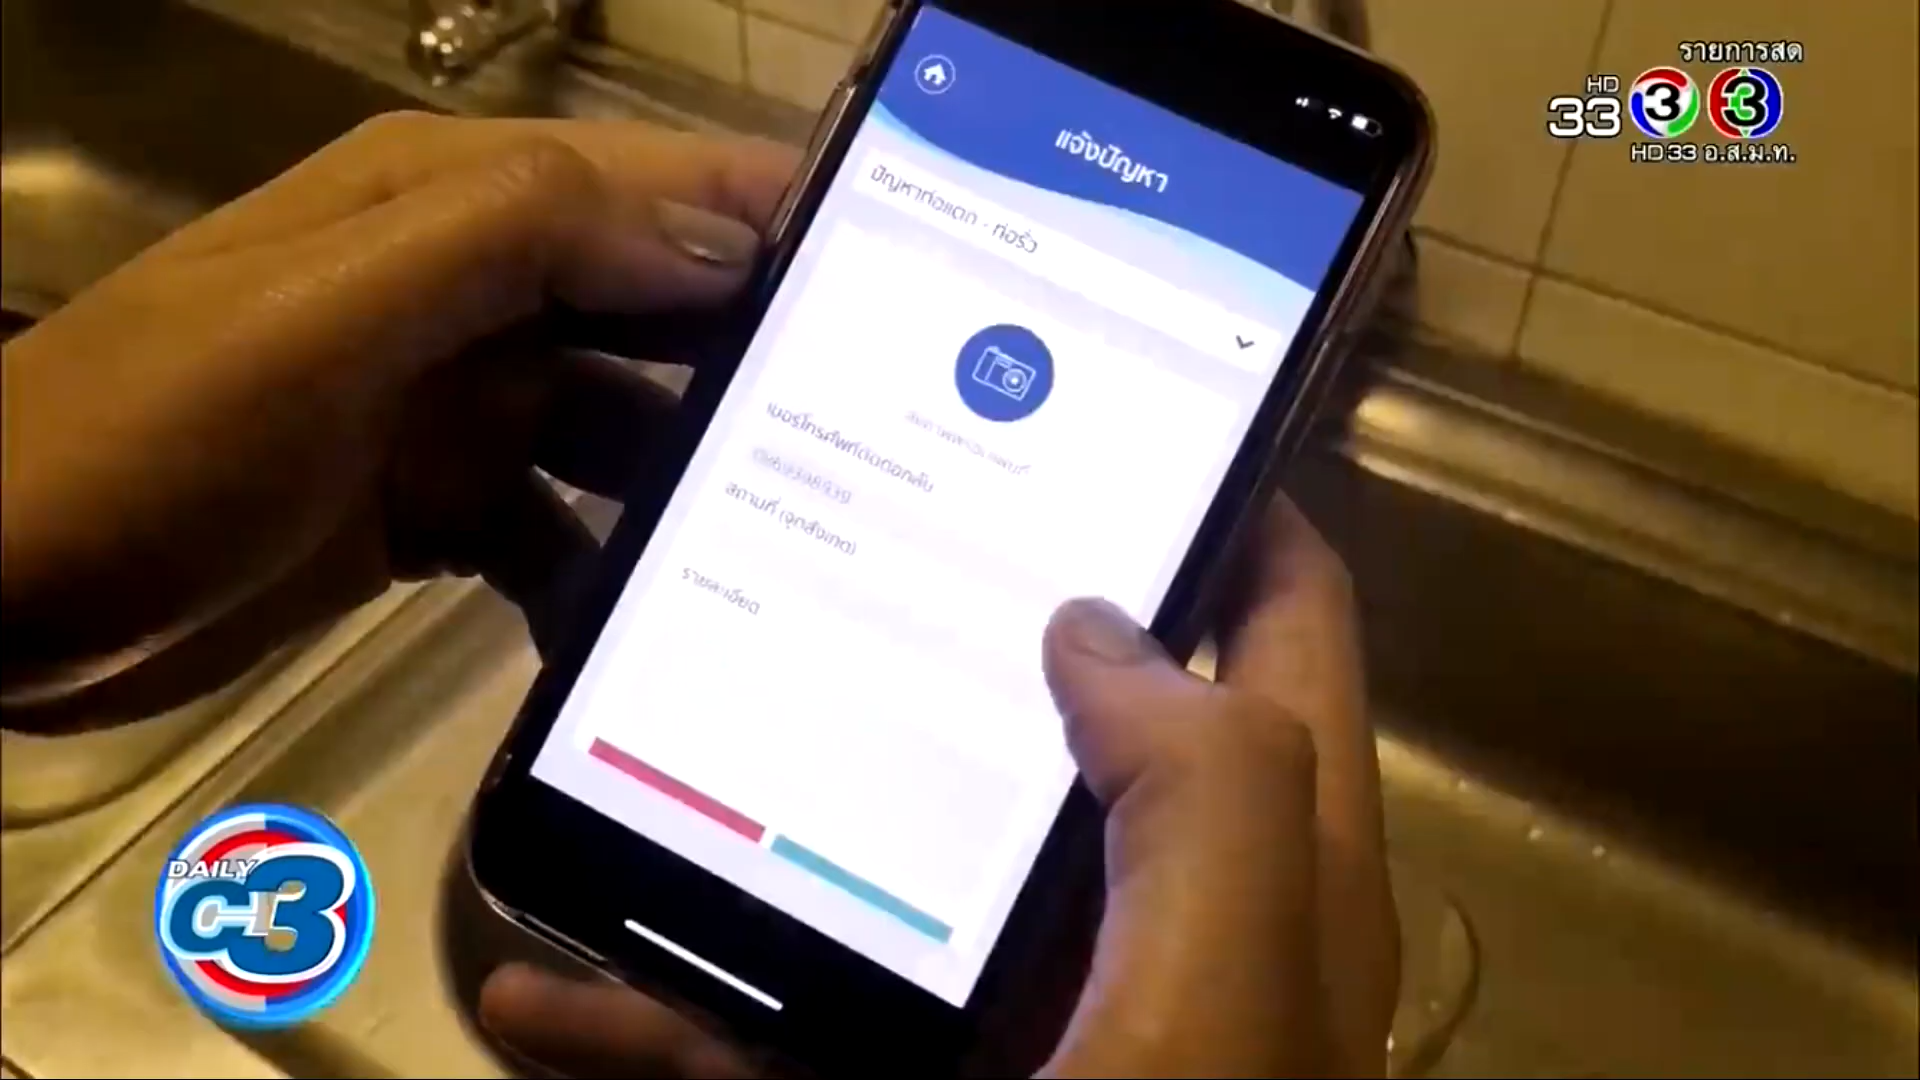 รายการสด
HD
33 3 3
HD 33 อ.ส.ม.ท.
แจ้งปัญหา
ปัญหาท่อแตก - ท่อรั่ว
เบอร์โทรศัพท์ติดต่อกลับ
สถานที่ (จุดสังเกต)
รายละเอียด
DAILY
C3